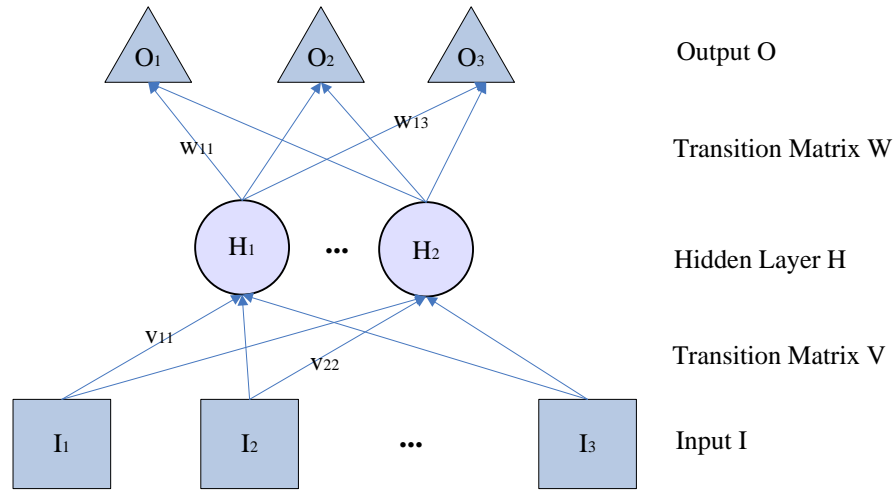 O1 O2 O3 Output O
w11 w13 Transition Matrix W
H1 ... H2 Hidden Layer H
v11 v22 Transition Matrix V
I1 I2 ... I3 Input I